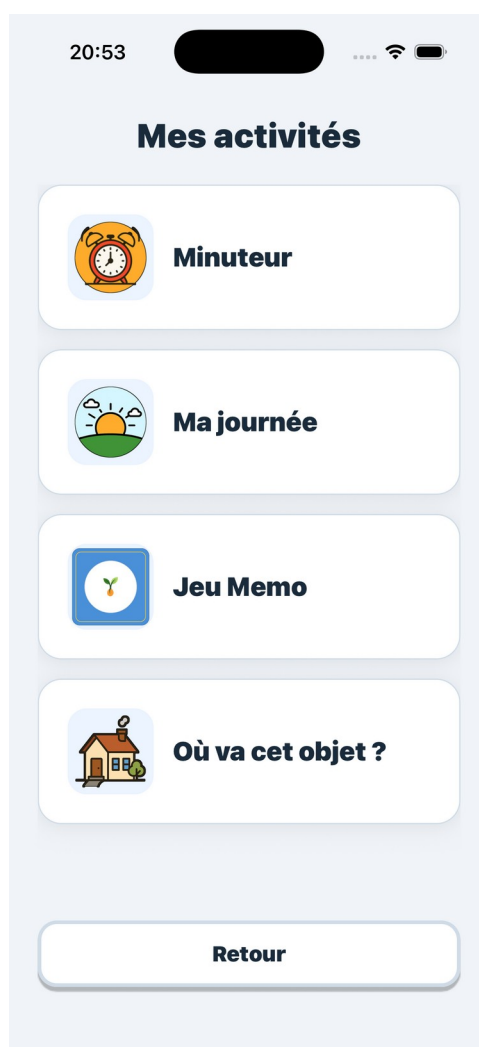 20:53
Mes activités
Minuteur
Ma journée
Jeu Memo
Où va cet objet ?
Retour